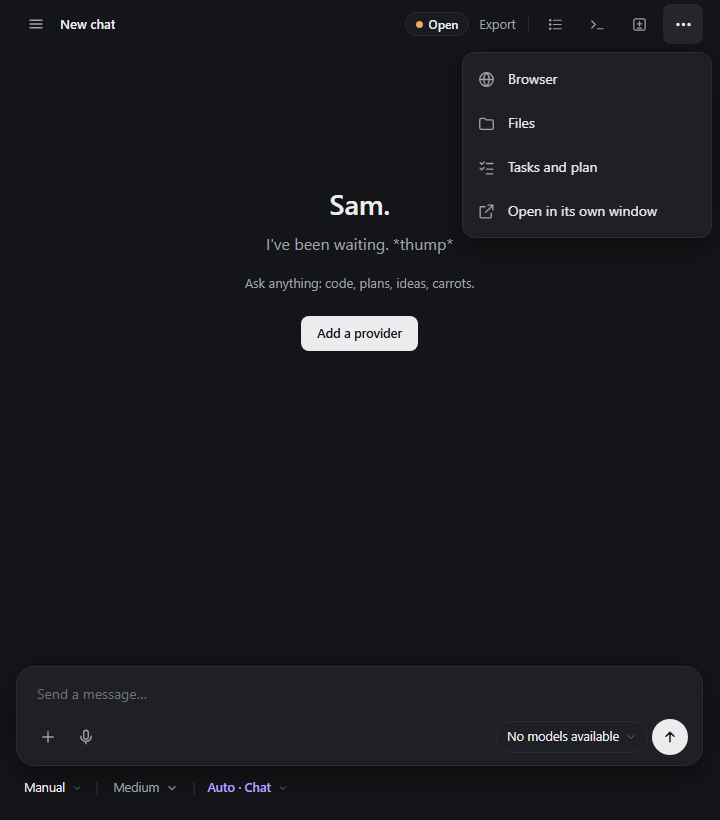 New chat
Open
Export
Browser
Files
Tasks and plan
Open in its own window
Sam.
I've been waiting. *thump*
Ask anything: code, plans, ideas, carrots.
Add a provider
Send a message...
No models available
Manual
Medium
Auto · Chat